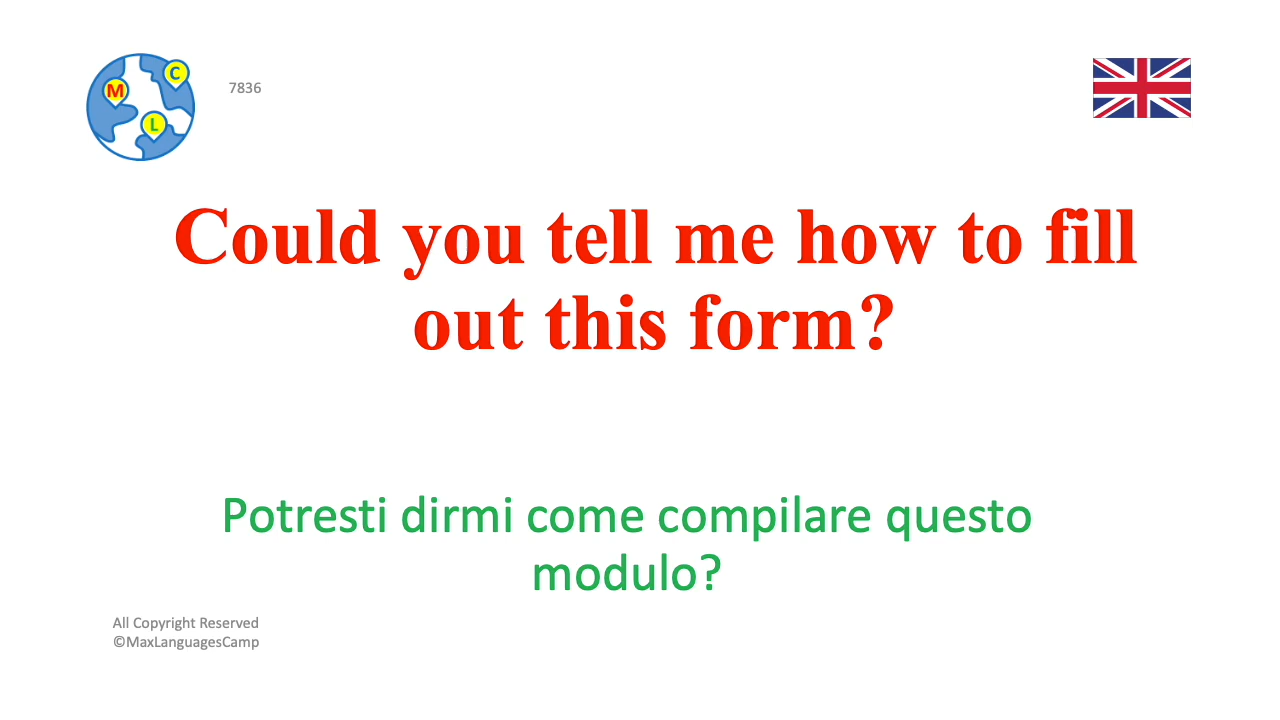 C
M
L
7836
Could you tell me how to fill
out this form?
Potresti dirmi come compilare questo
modulo?
All Copyright Reserved
©MaxLanguagesCamp